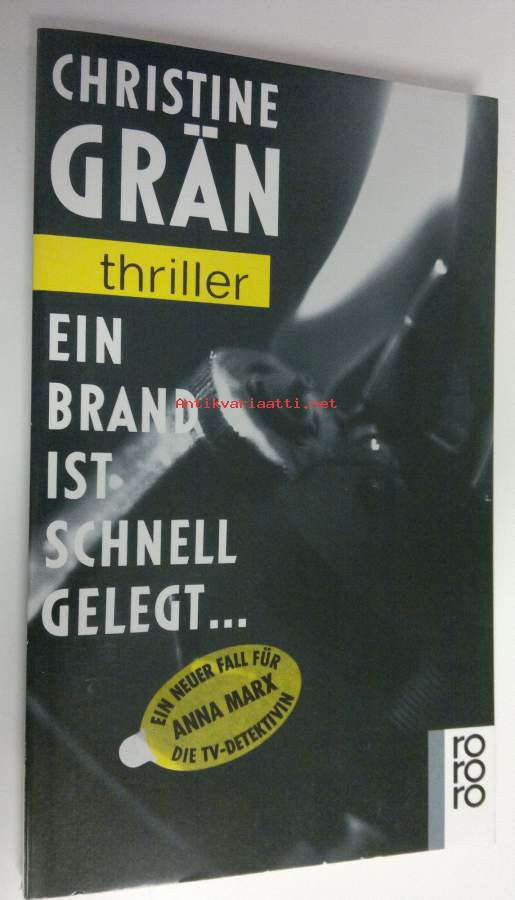 CHRISTINE
GRÄN
thriller
EIN
BRAND
Antikvariaatti.net
IST
SCHNELL
GELEGT...
EIN NEUER FALL FÜR
ANNA MARX
DIE TV-DETEKTIVIN
ro
ro
ro